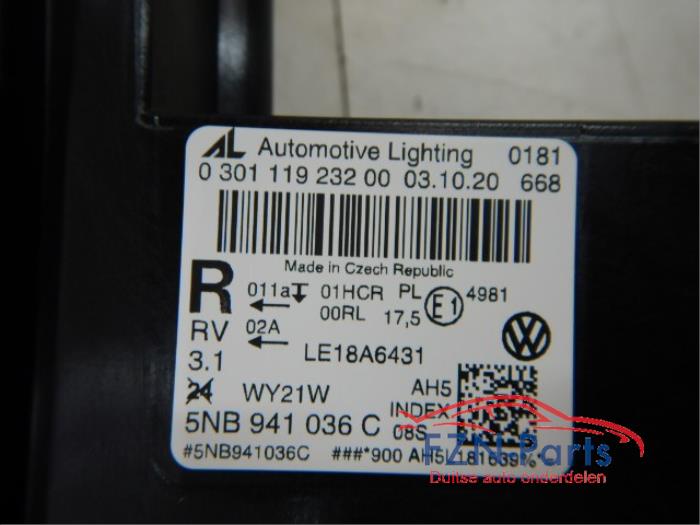 AL Automotive Lighting 0181
0 301 119 232 00 03.10.20 668
Made in Czech Republic
R 011a 01HCR PL E1 4981
00RL 17,5
RV 02A
3.1 LE18A6431
24 WY21W AH5
INDEX
5NB 941 036 C 08S
#5NB941036C ###*900 AH5L
FZN-Parts
Duitse auto onderdelen